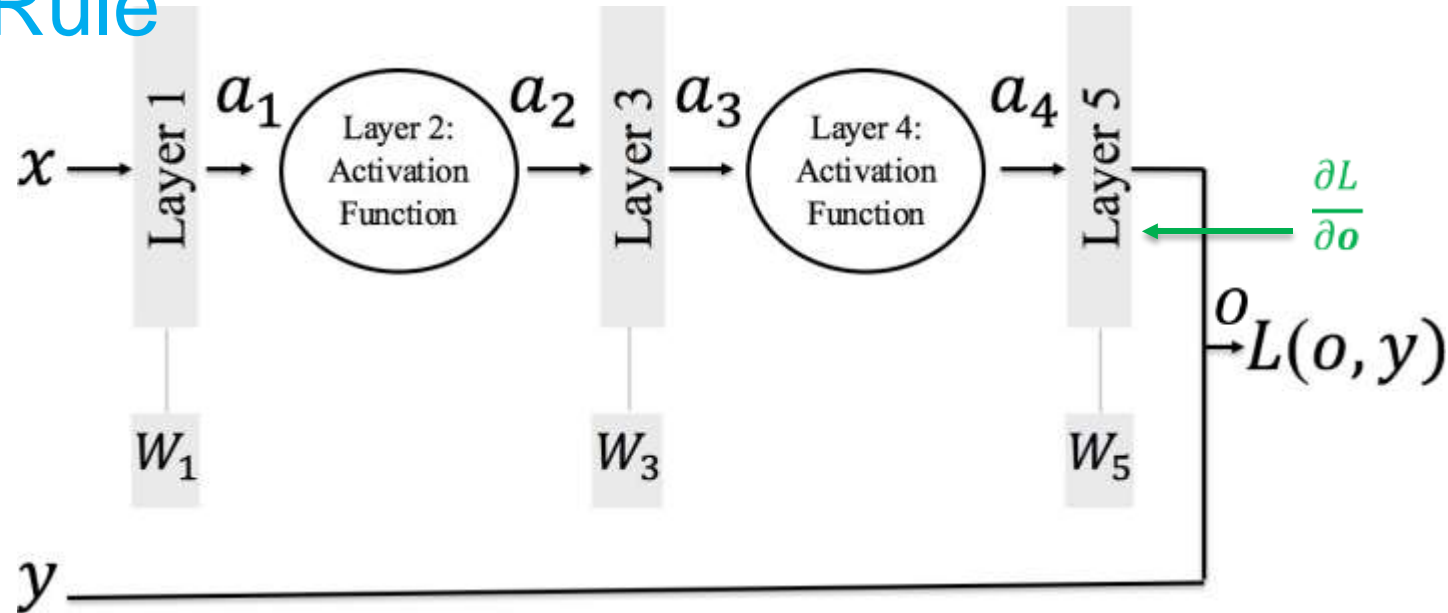 Rule
x
Layer 1
a₁
Layer 2:
Activation
Function
a₂
Layer 3
a₃
Layer 4:
Activation
Function
a₄
Layer 5
∂L
∂o
o
L(o, y)
W₁
W₃
W₅
y